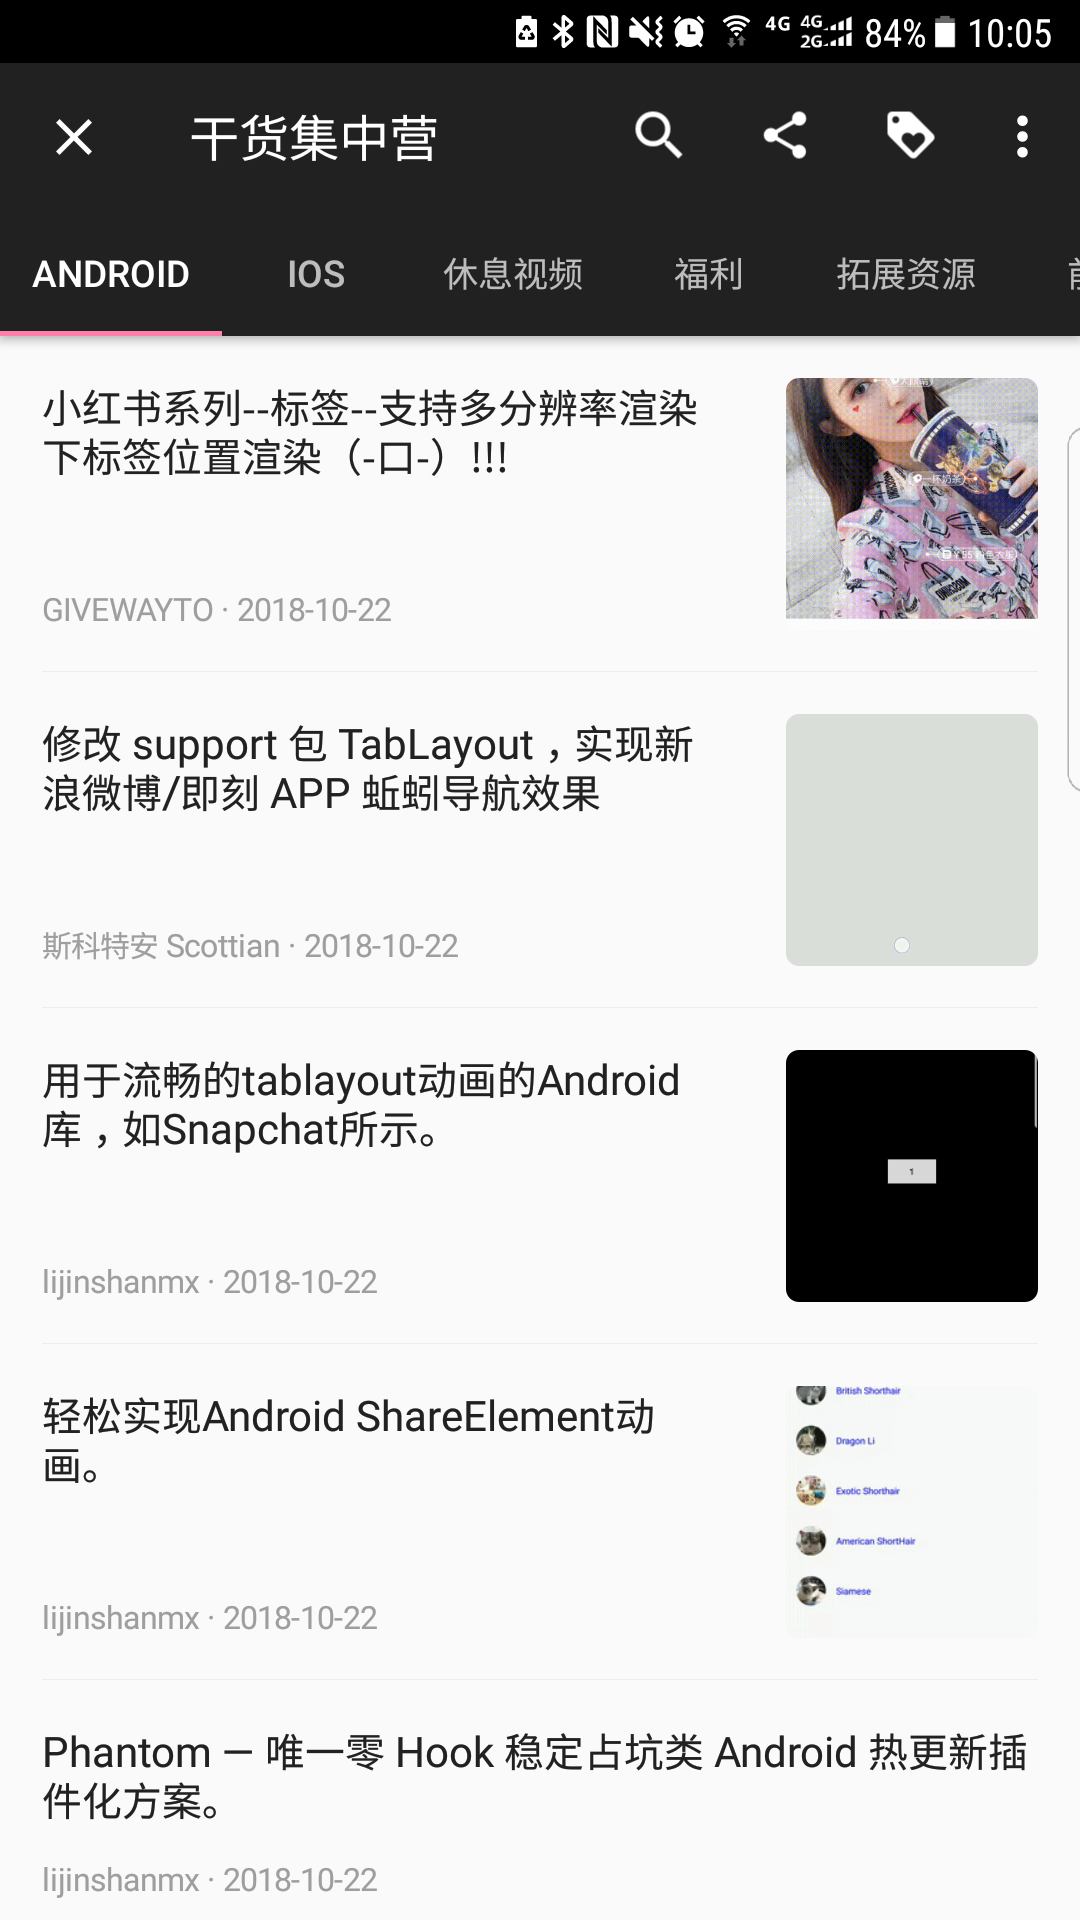 4G 4G 2G 84% 10:05
干货集中营
ANDROID IOS 休息视频 福利 拓展资源
小红书系列--标签--支持多分辨率渲染
下标签位置渲染（-口-）!!!
一杯奶茶
GIVEWAYTO · 2018-10-22
修改 support 包 TabLayout，实现新
浪微博/即刻 APP 蚯蚓导航效果
斯科特安 Scottian · 2018-10-22
用于流畅的tablayout动画的Android
库，如Snapchat所示。
1
lijinshanmx · 2018-10-22
轻松实现Android ShareElement动
画。
British Shorthair
Dragon Li
Exotic Shorthair
American ShortHair
Siamese
lijinshanmx · 2018-10-22
Phantom — 唯一零 Hook 稳定占坑类 Android 热更新插
件化方案。
lijinshanmx · 2018-10-22